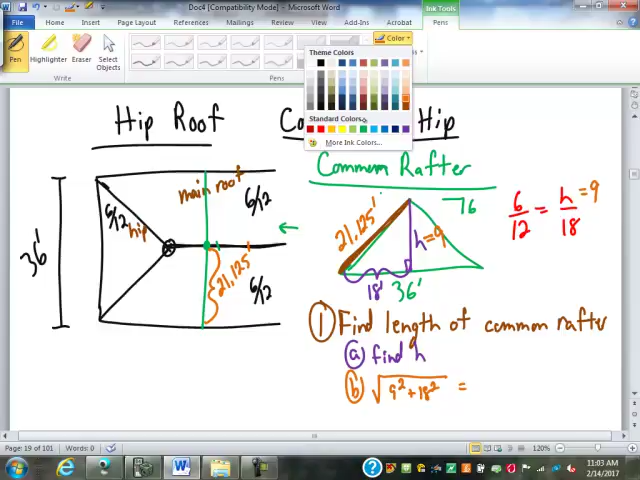 Doc4 [Compatibility Mode] - Microsoft Word
Ink Tools
File
Home
Insert
Page Layout
References
Mailings
Review
View
Add-Ins
Acrobat
Pens
Pen
Highlighter
Eraser
Select Objects
Write
Pens
Color
Theme Colors
Standard Colors
More Ink Colors...
Hip Roof
Hip
36'
6/12
hip
main roof
6/12
21.125'
6/12
Common Rafter
21.125'
h=9
18'
36'
6/12 = h/18 = 9
① Find length of common rafter
ⓐ find h
ⓑ √9²+18² =
Page: 19 of 101
Words: 0
120%
11:03 AM
2/14/2017